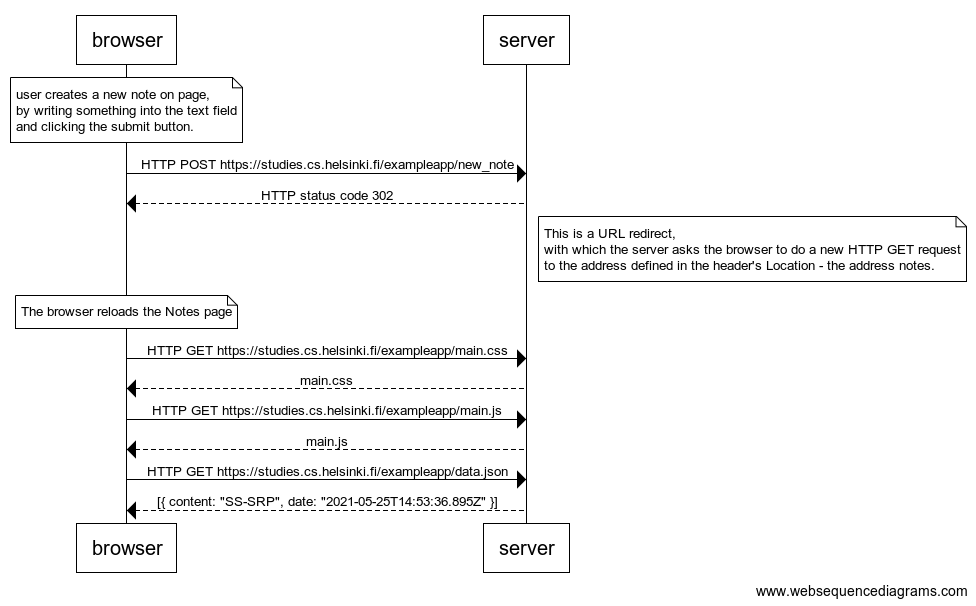 browser
server
user creates a new note on page,
by writing something into the text field
and clicking the submit button.
HTTP POST https://studies.cs.helsinki.fi/exampleapp/new_note
HTTP status code 302
This is a URL redirect,
with which the server asks the browser to do a new HTTP GET request
to the address defined in the header's Location - the address notes.
The browser reloads the Notes page
HTTP GET https://studies.cs.helsinki.fi/exampleapp/main.css
main.css
HTTP GET https://studies.cs.helsinki.fi/exampleapp/main.js
main.js
HTTP GET https://studies.cs.helsinki.fi/exampleapp/data.json
[{ content: "SS-SRP", date: "2021-05-25T14:53:36.895Z" }]
browser
server
www.websequencediagrams.com